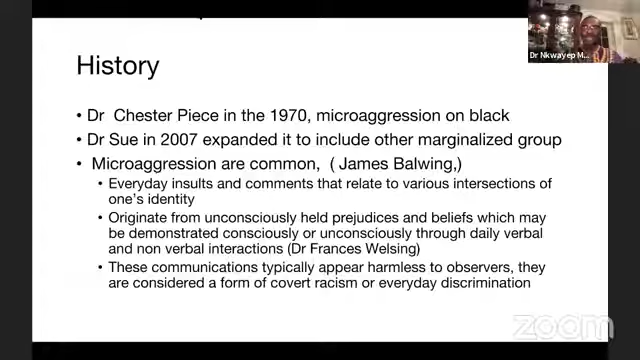 History
• Dr Chester Piece in the 1970, microaggression on black
• Dr Sue in 2007 expanded it to include other marginalized group
• Microaggression are common, ( James Balwing,)
• Everyday insults and comments that relate to various intersections of
one's identity
• Originate from unconsciously held prejudices and beliefs which may
be demonstrated consciously or unconsciously through daily verbal
and non verbal interactions (Dr Frances Welsing)
• These communications typically appear harmless to observers, they
are considered a form of covert racism or everyday discrimination
Dr Nkwayep M...
zoom